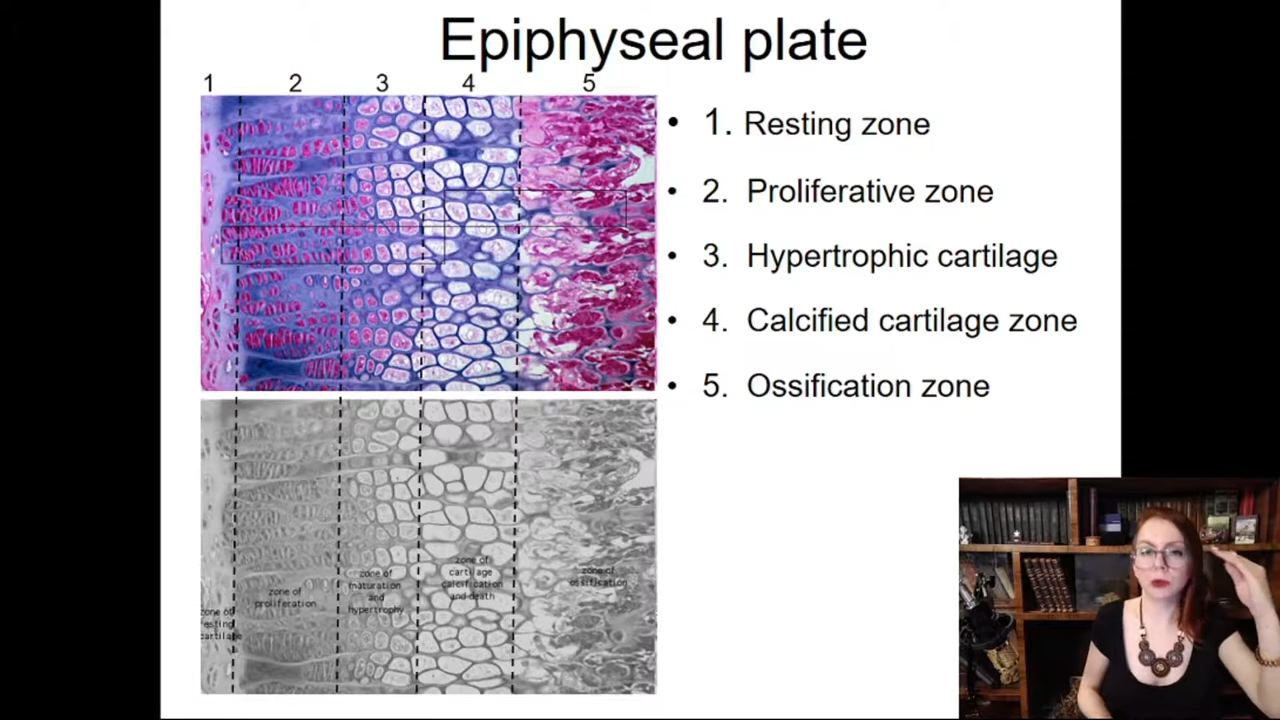 Epiphyseal plate
1 2 3 4 5
• 1. Resting zone
• 2. Proliferative zone
• 3. Hypertrophic cartilage
• 4. Calcified cartilage zone
• 5. Ossification zone
zone of
resting
cartilage
zone of
proliferation
zone of
maturation
and
hypertrophy
zone of
cartilage
calcification
and death
zone of
ossification